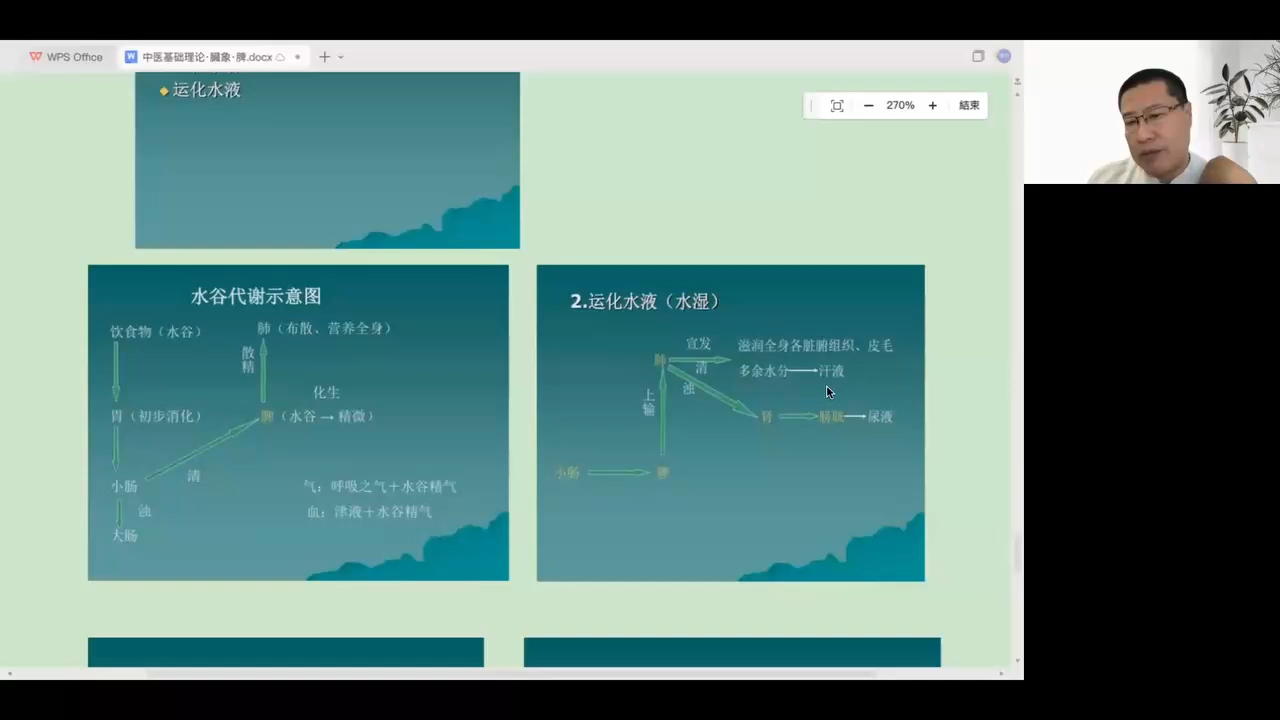 WPS Office
中医基础理论·臟象·脾.docx
270%
結束
运化水液
水谷代谢示意图
饮食物（水谷）
肺（布散、营养全身）
散精
化生
胃（初步消化）
脾（水谷→精微）
清
小肠
浊
大肠
气：呼吸之气＋水谷精气
血：津液＋水谷精气
2.运化水液（水湿）
宣发
肺
滋润全身各脏腑组织、皮毛
清
多余水分→汗液
浊
上输
肾
膀胱→尿液
小肠
脾